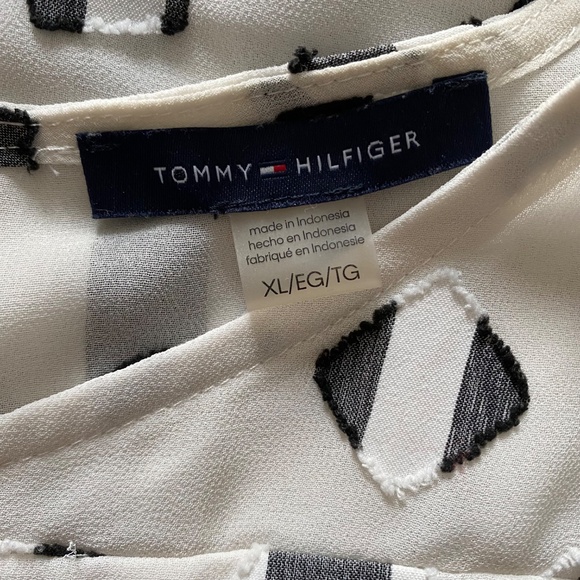 TOMMY HILFIGER
made in Indonesia
hecho en Indonesia
fabriqué en Indonesie
XL/EG/TG